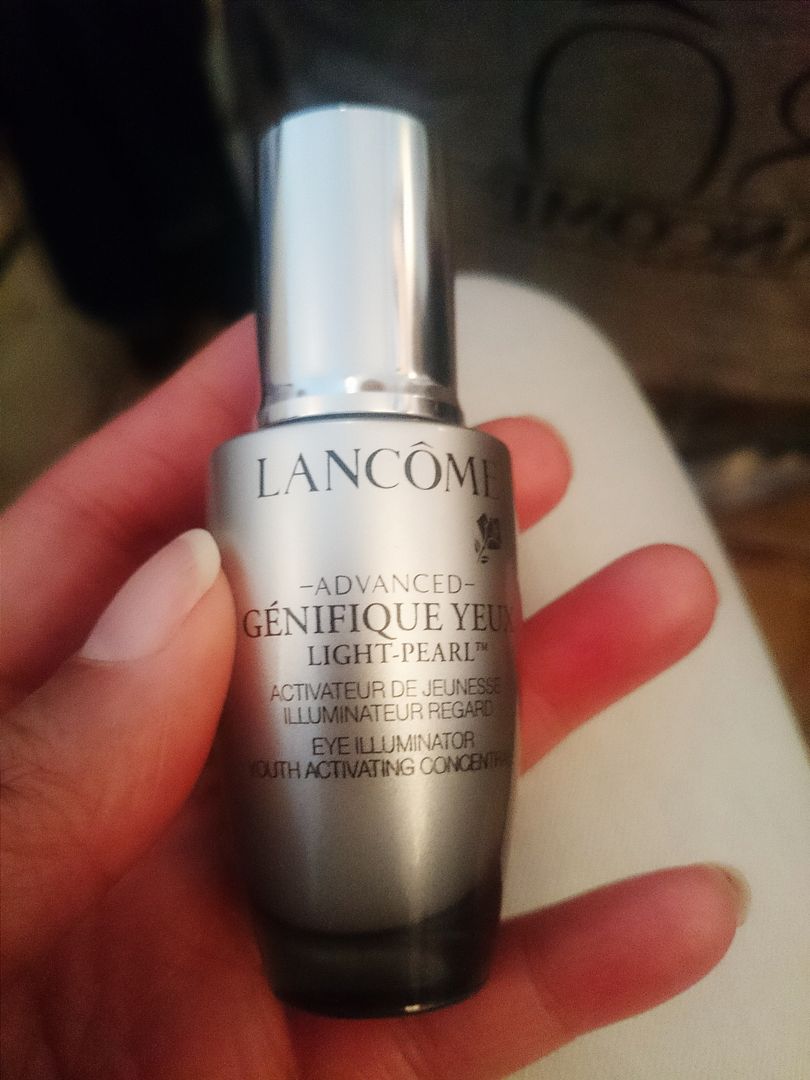 LANCÔME
-ADVANCED-
GÉNIFIQUE YEUX
LIGHT-PEARL™
ACTIVATEUR DE JEUNESSE
ILLUMINATEUR REGARD
EYE ILLUMINATOR
YOUTH ACTIVATING